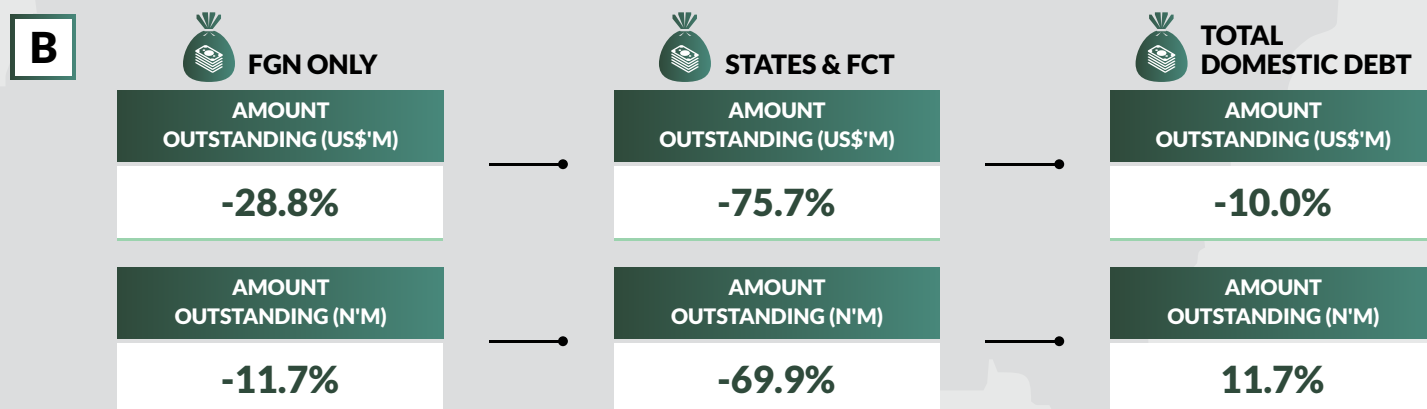 B
FGN ONLY
STATES & FCT
TOTAL
DOMESTIC DEBT
AMOUNT
OUTSTANDING (US$'M)
AMOUNT
OUTSTANDING (US$'M)
AMOUNT
OUTSTANDING (US$'M)
-28.8%
-75.7%
-10.0%
AMOUNT
OUTSTANDING (N'M)
AMOUNT
OUTSTANDING (N'M)
AMOUNT
OUTSTANDING (N'M)
-11.7%
-69.9%
11.7%